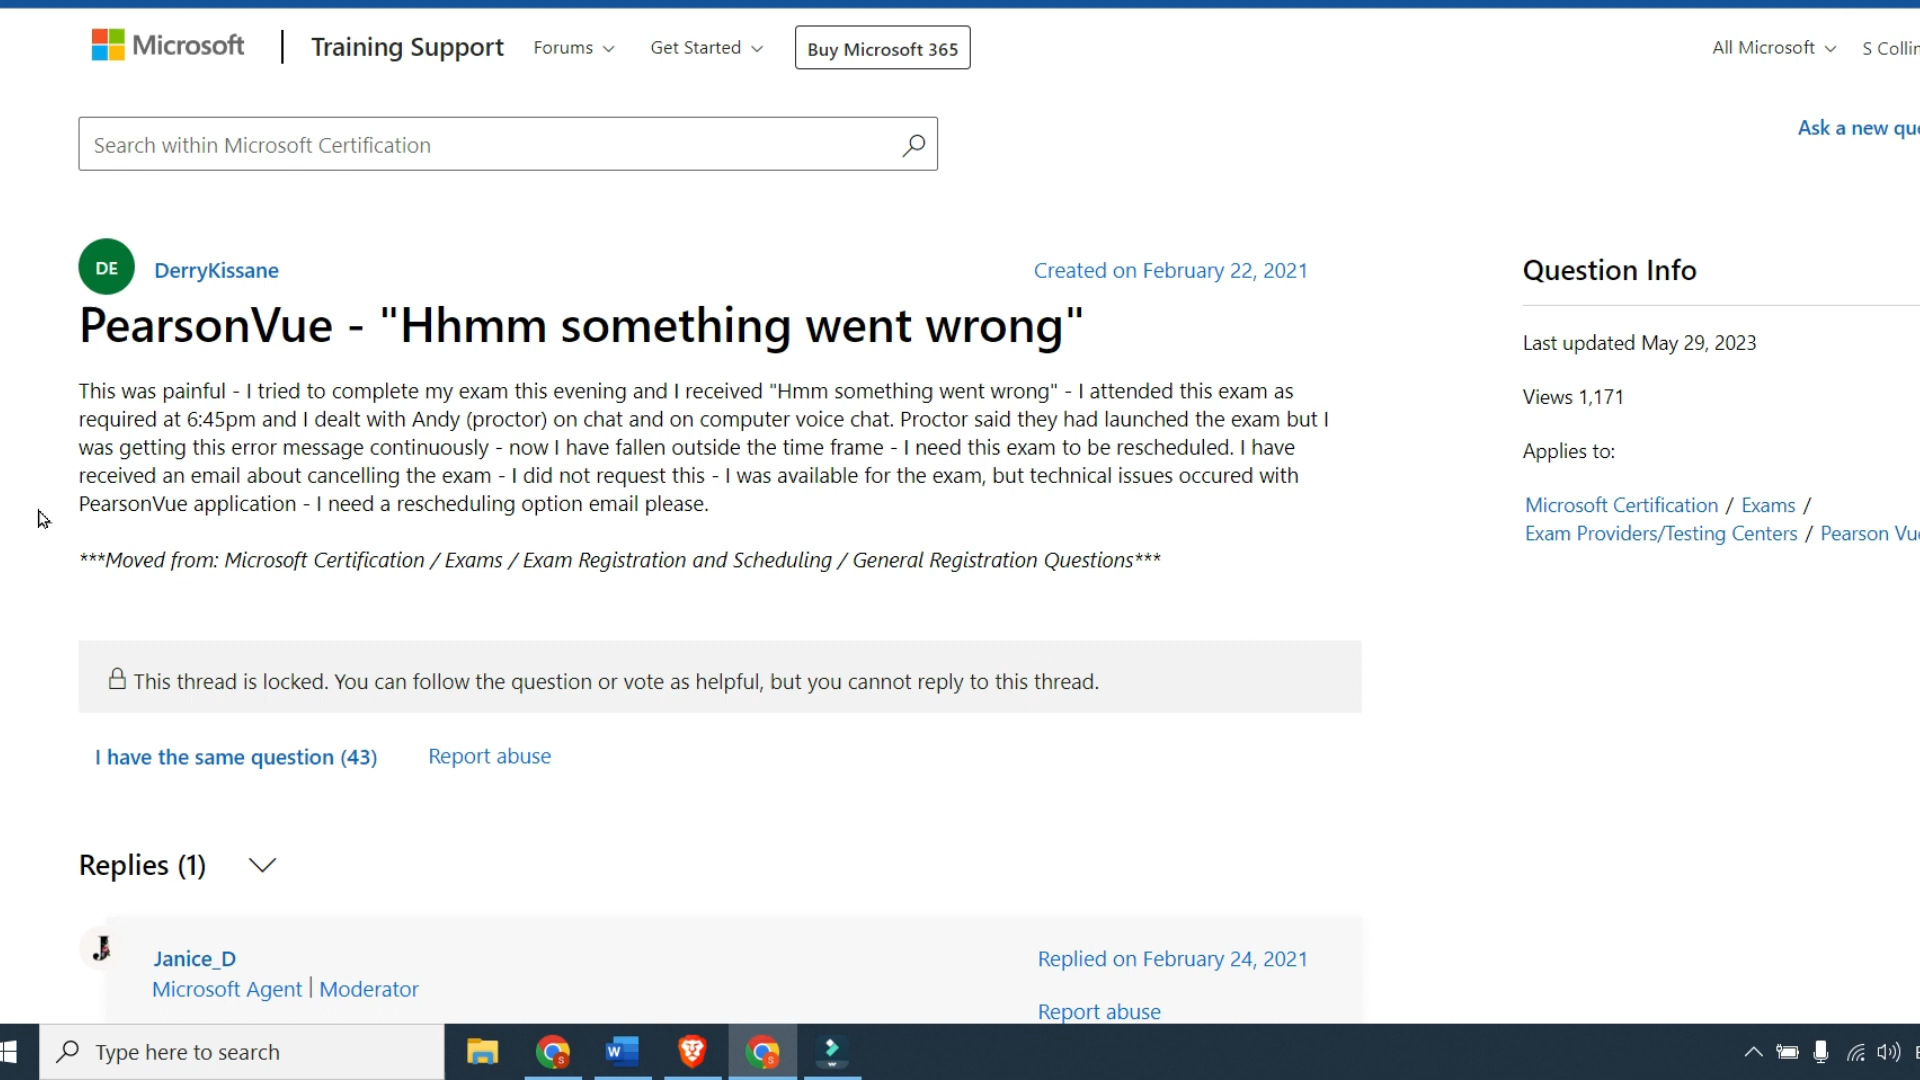 Microsoft | Training Support Forums Get Started Buy Microsoft 365 All Microsoft S Collin
Search within Microsoft Certification
Ask a new
DE DerryKissane Created on February 22, 2021
PearsonVue - "Hhmm something went wrong"
This was painful - I tried to complete my exam this evening and I received "Hmm something went wrong" - I attended this exam as
required at 6:45pm and I dealt with Andy (proctor) on chat and on computer voice chat. Proctor said they had launched the exam but I
was getting this error message continuously - now I have fallen outside the time frame - I need this exam to be rescheduled. I have
received an email about cancelling the exam - I did not request this - I was available for the exam, but technical issues occured with
PearsonVue application - I need a rescheduling option email please.
***Moved from: Microsoft Certification / Exams / Exam Registration and Scheduling / General Registration Questions***
This thread is locked. You can follow the question or vote as helpful, but you cannot reply to this thread.
I have the same question (43) Report abuse
Replies (1)
J Janice_D Replied on February 24, 2021
Microsoft Agent | Moderator
Report abuse
Question Info
Last updated May 29, 2023
Views 1,171
Applies to:
Microsoft Certification / Exams /
Exam Providers/Testing Centers / Pearson Vue
Type here to search